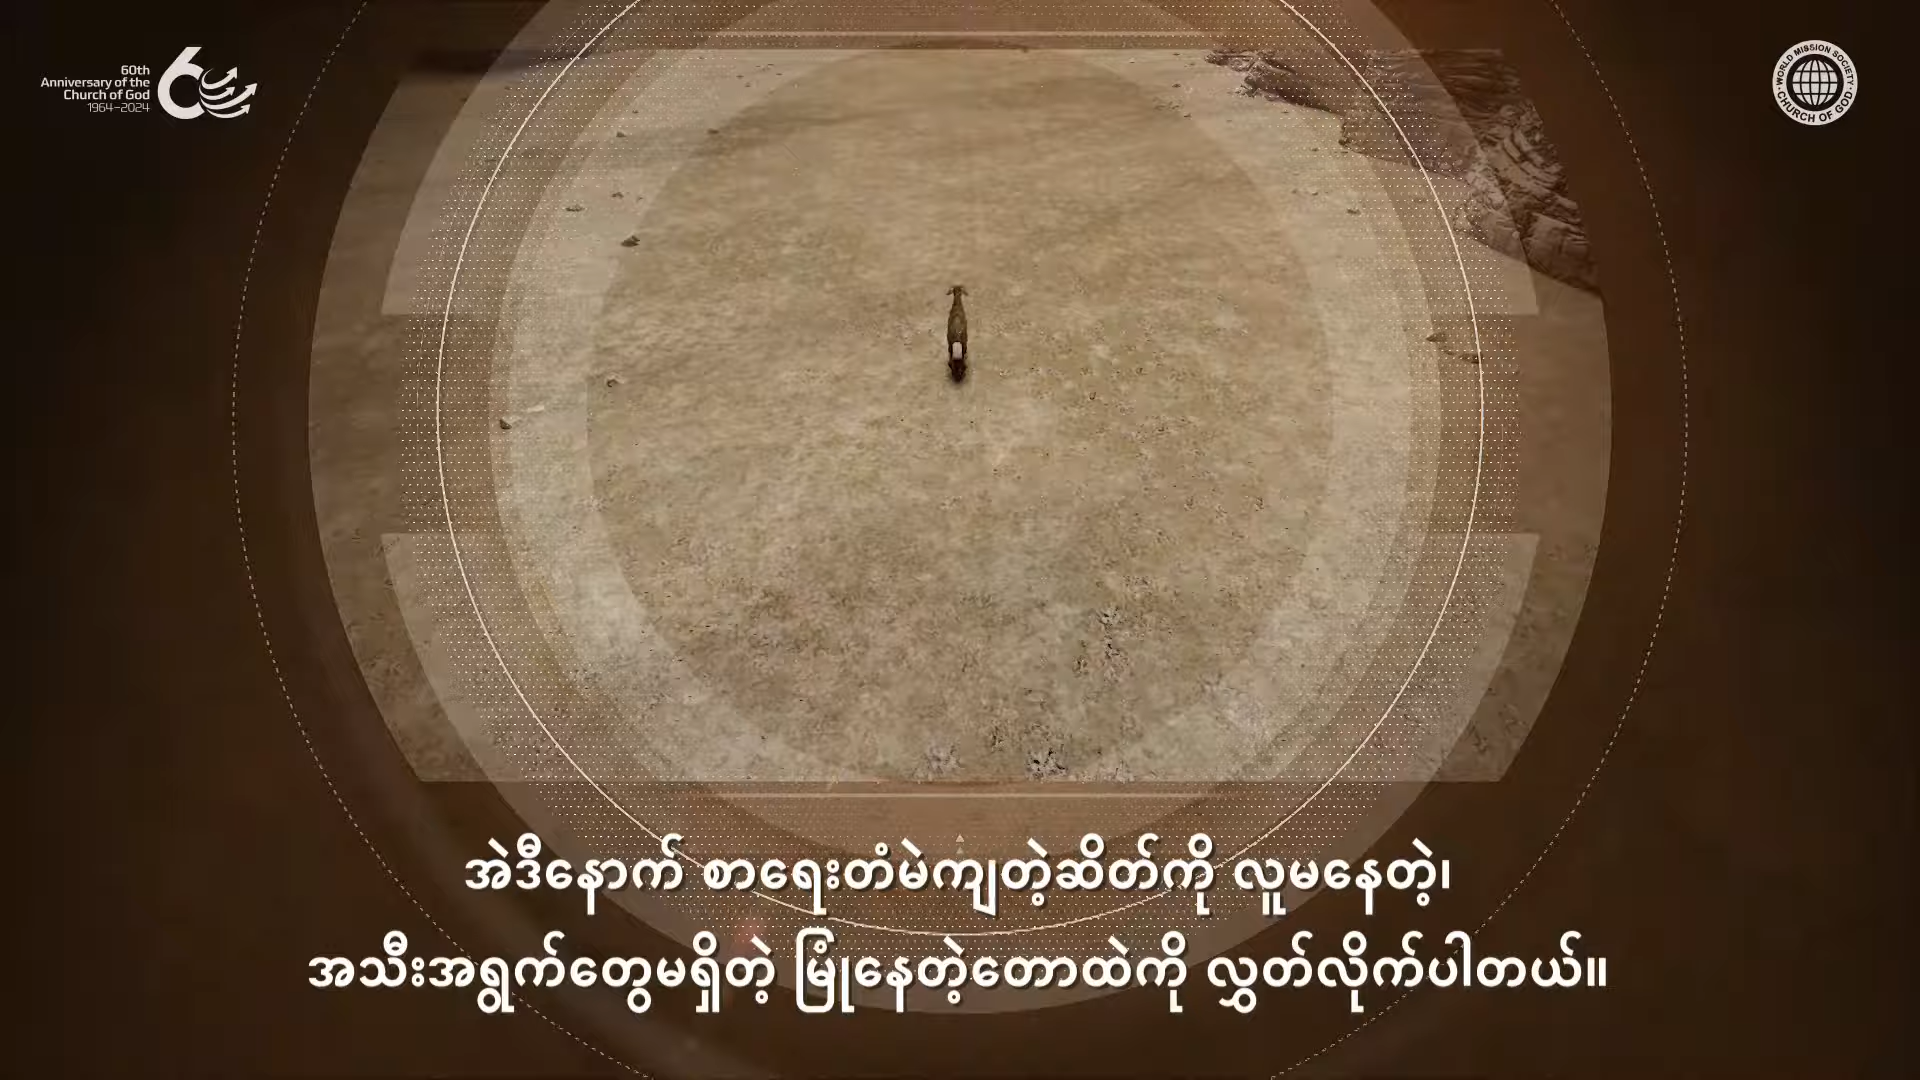 60th
Anniversary of the
Church of God
1964–2024
WORLD MISSION SOCIETY
CHURCH OF GOD
အဲဒီနောက် စာရေးတံမဲကျတဲ့ဆိတ်ကို လူမနေတဲ့၊
အသီးအရွက်တွေမရှိတဲ့ မြုံနေတဲ့တောထဲကို လွှတ်လိုက်ပါတယ်။